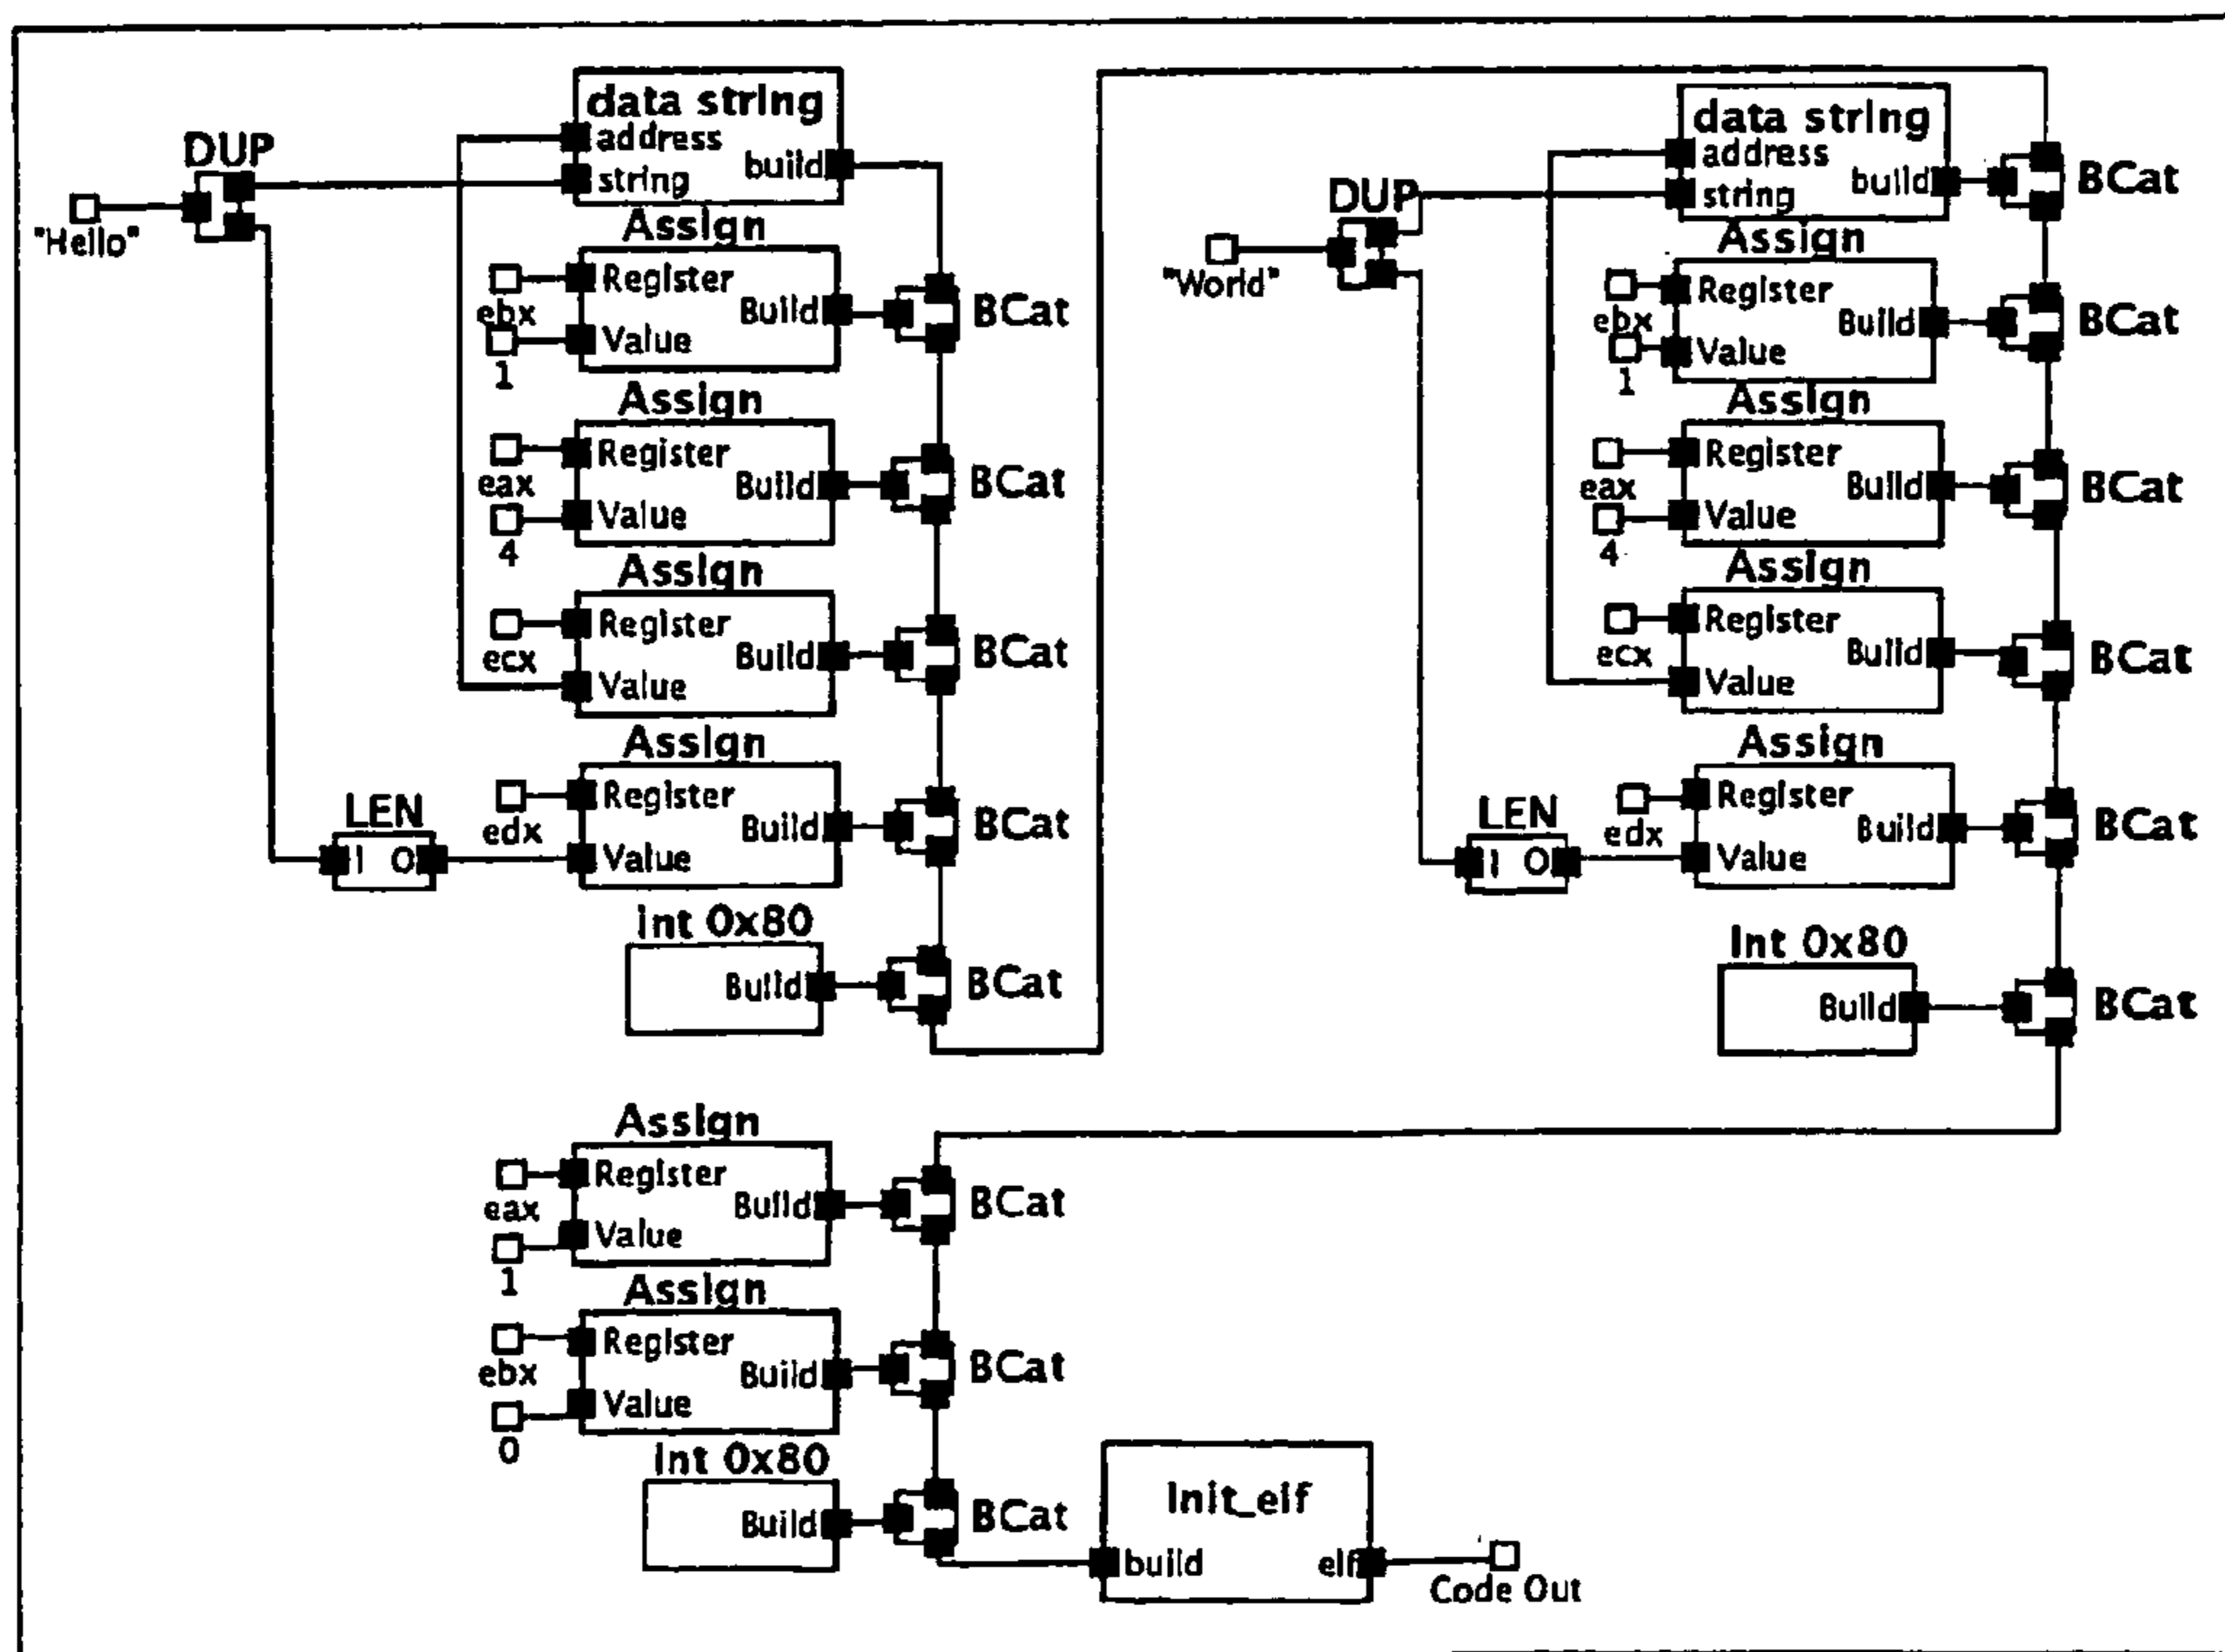 data string
address
build
string
DUP
"Hello"
Assign
Register
ebx
Build
Value
1
BCat
Assign
Register
eax
Build
Value
4
BCat
Assign
Register
ecx
Build
Value
BCat
Assign
Register
edx
Build
Value
BCat
LEN
I O
int 0x80
Build
BCat
data string
address
build
string
BCat
DUP
"World"
Assign
Register
ebx
Build
Value
1
BCat
Assign
Register
eax
Build
Value
4
BCat
Assign
Register
ecx
Build
Value
BCat
Assign
Register
edx
Build
Value
BCat
LEN
I O
Int 0x80
Build
BCat
Assign
Register
eax
Build
Value
1
BCat
Assign
Register
ebx
Build
Value
0
BCat
Int 0x80
Build
BCat
Init_elf
build elf
Code Out